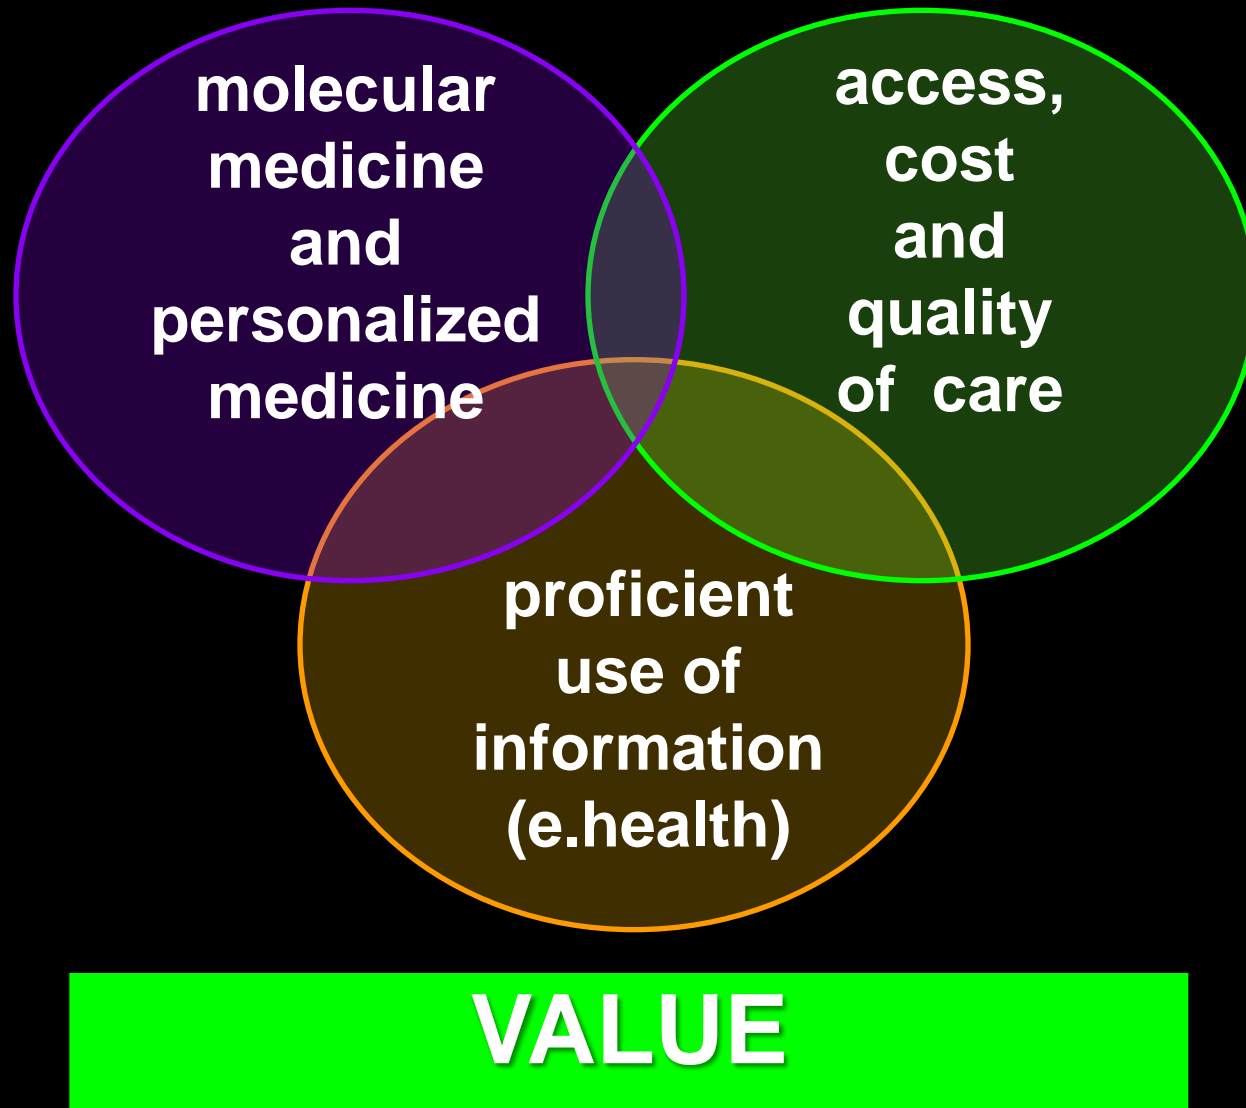 molecular
medicine
and
personalized
medicine
access,
cost
and
quality
of care
proficient
use of
information
(e.health)
VALUE